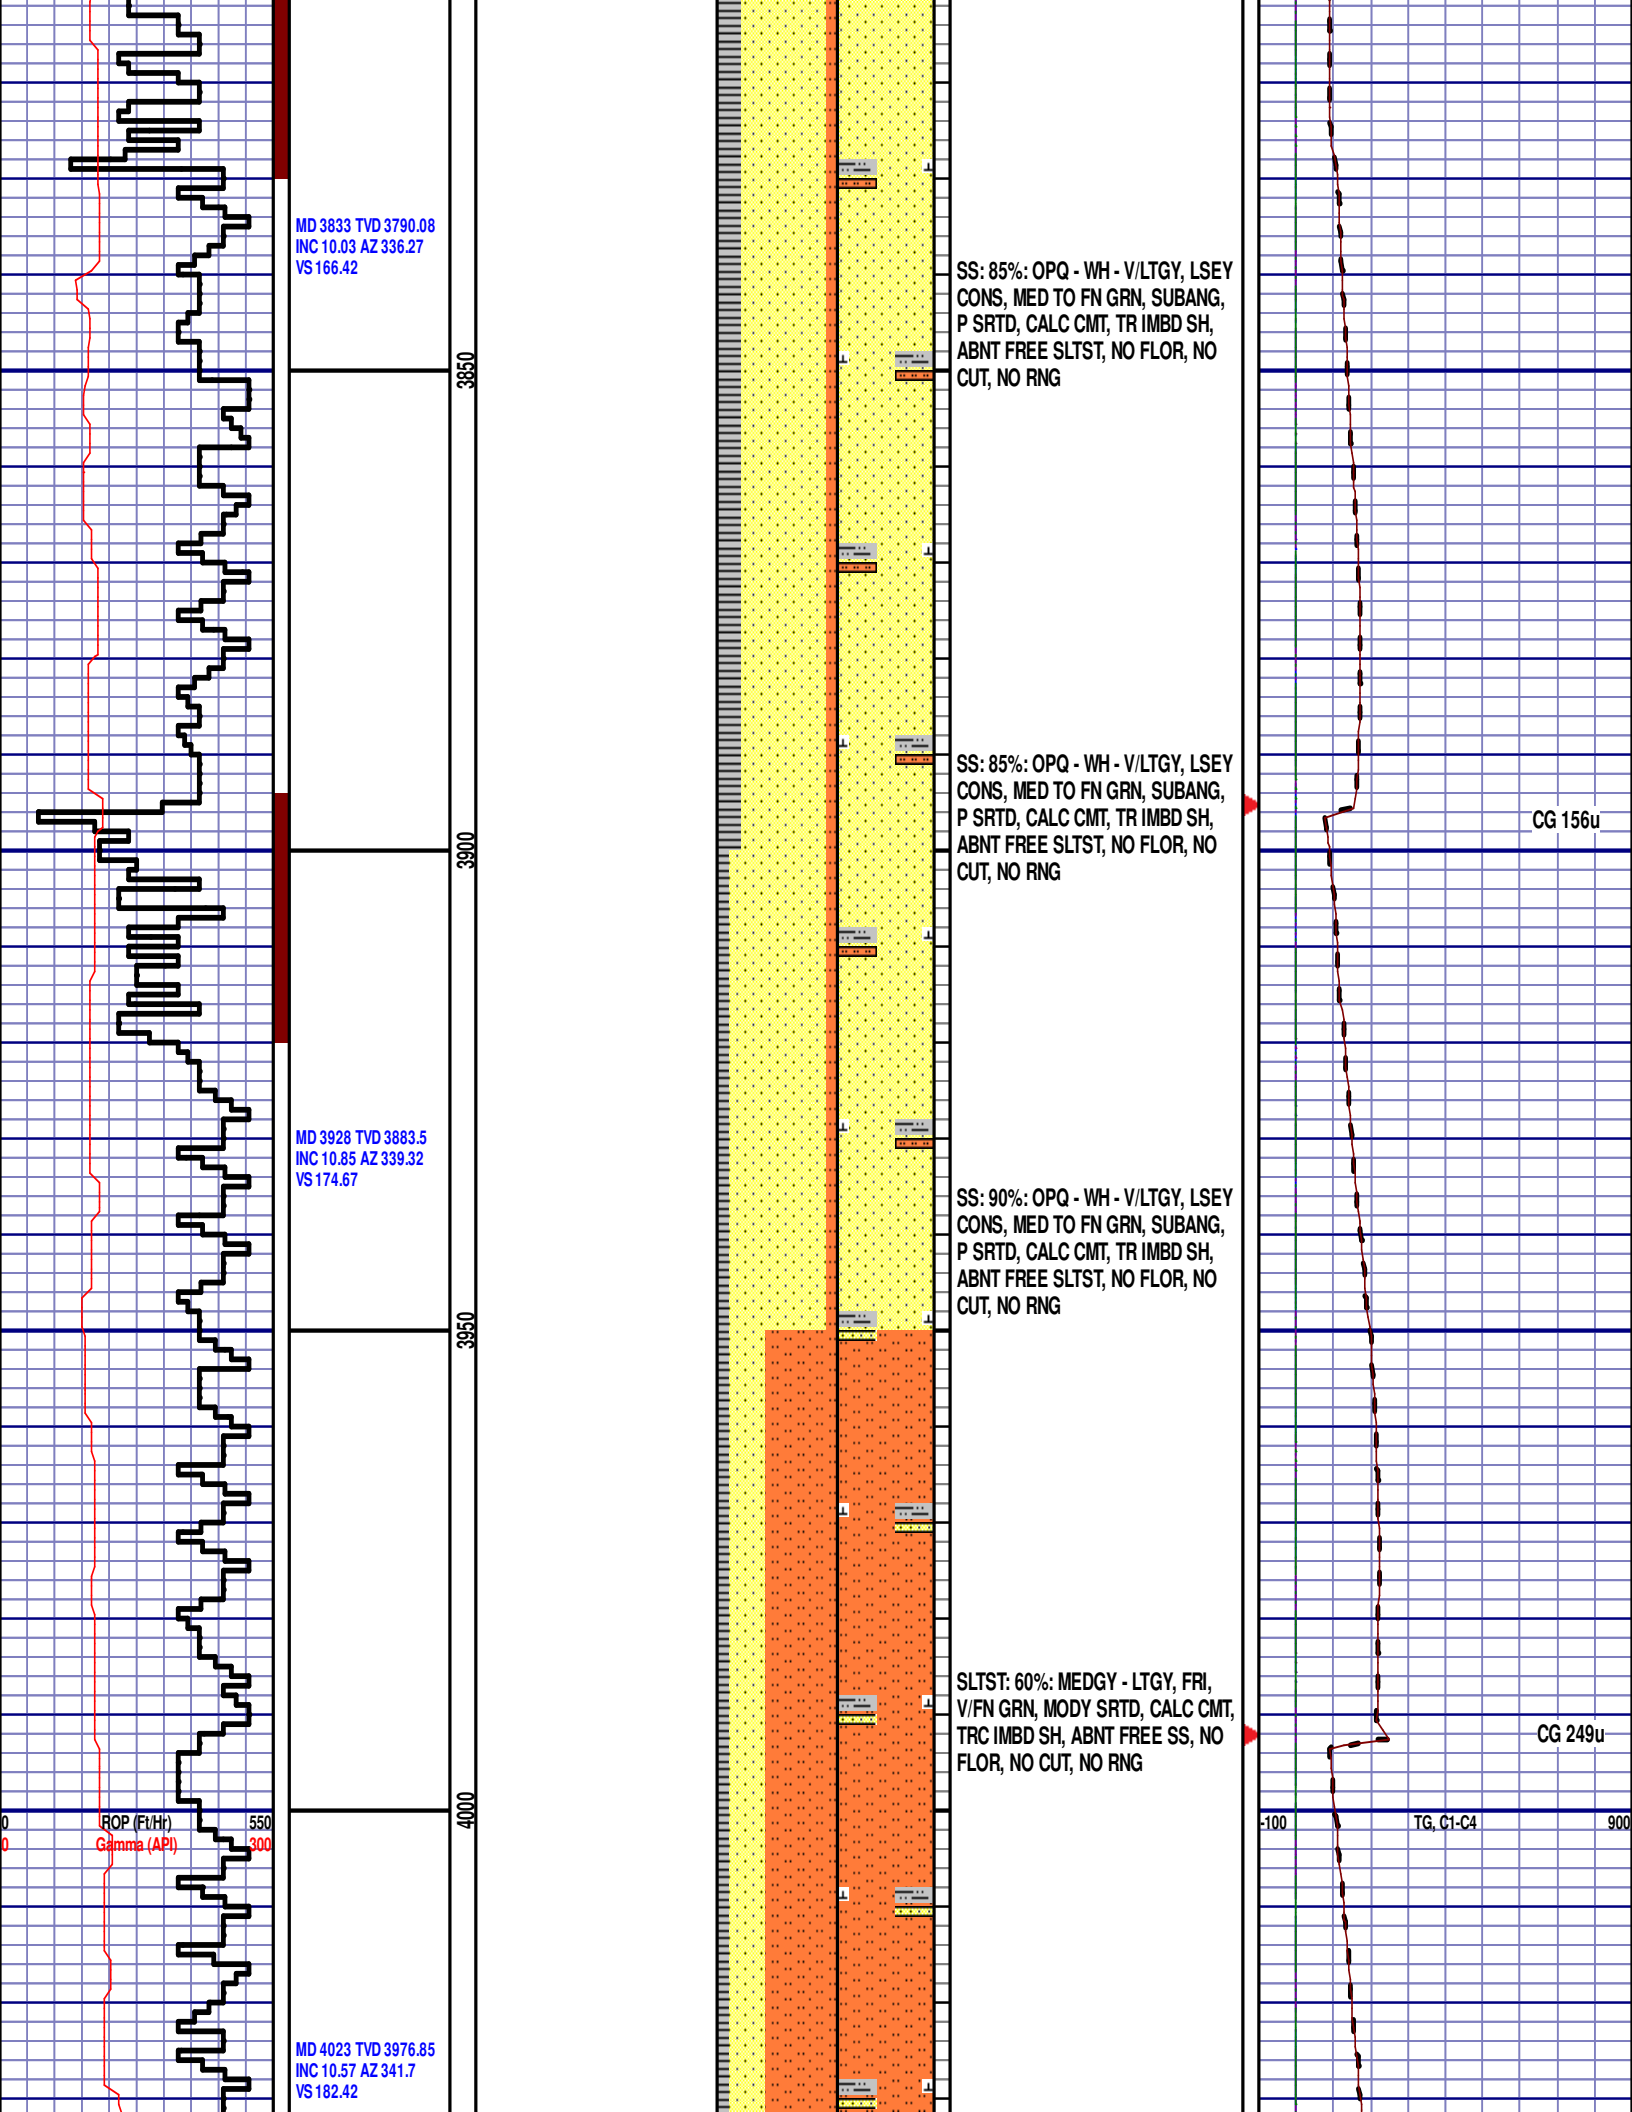 MD 3833 TVD 3790.08
INC 10.03 AZ 336.27
VS 166.42
SS: 85%: OPQ - WH - V/LTGY, LSEY
CONS, MED TO FN GRN, SUBANG,
P SRTD, CALC CMT, TR IMBD SH,
ABNT FREE SLTST, NO FLOR, NO
CUT, NO RNG
3850
SS: 85%: OPQ - WH - V/LTGY, LSEY
CONS, MED TO FN GRN, SUBANG,
P SRTD, CALC CMT, TR IMBD SH,
ABNT FREE SLTST, NO FLOR, NO
CUT, NO RNG
CG 156u
3900
MD 3928 TVD 3883.5
INC 10.85 AZ 339.32
VS 174.67
SS: 90%: OPQ - WH - V/LTGY, LSEY
CONS, MED TO FN GRN, SUBANG,
P SRTD, CALC CMT, TR IMBD SH,
ABNT FREE SLTST, NO FLOR, NO
CUT, NO RNG
3950
SLTST: 60%: MEDGY - LTGY, FRI,
V/FN GRN, MODY SRTD, CALC CMT,
TRC IMBD SH, ABNT FREE SS, NO
FLOR, NO CUT, NO RNG
CG 249u
4000
0 ROP (Ft/Hr) 550
0 Gamma (API) 300
-100 TG, C1-C4 900
MD 4023 TVD 3976.85
INC 10.57 AZ 341.7
VS 182.42